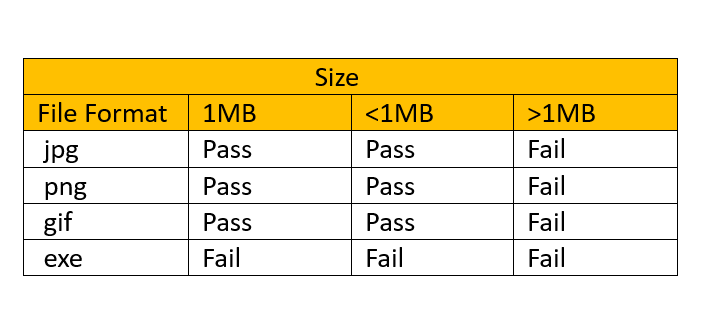 Size
File Format 1MB <1MB >1MB
jpg Pass Pass Fail
png Pass Pass Fail
gif Pass Pass Fail
exe Fail Fail Fail